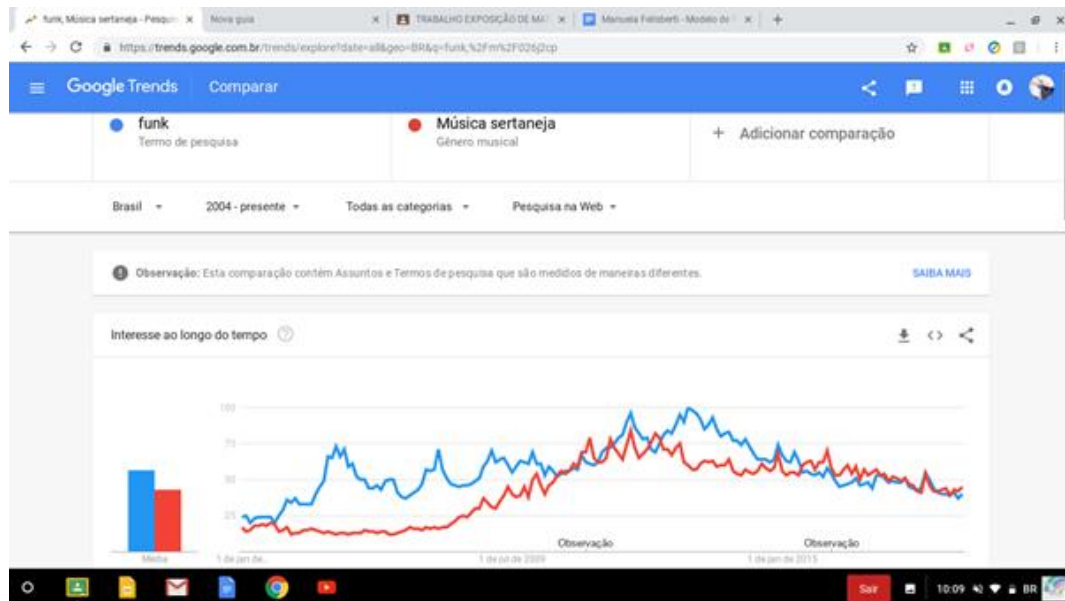 funk, Música sertaneja - Pesqui
Nova guia
TRABALHO EXPOSIÇÃO DE MA
Manuela Felisberti - Modelo de
https://trends.google.com.br/trends/explore?date=all&geo=BR&q=funk,%2Fm%2F026j2cp
Google Trends Comparar
funk
Termo de pesquisa
Música sertaneja
Gênero musical
+ Adicionar comparação
Brasil 2004 - presente Todas as categorias Pesquisa na Web
Observação: Esta comparação contém Assuntos e Termos de pesquisa que são medidos de maneiras diferentes. SAIBA MAIS
Interesse ao longo do tempo
100
75
50
25
Observação Observação
Média 1 de jan de... 1 de jul de 2009 1 de jan de 2015
Sair 10:09 BR